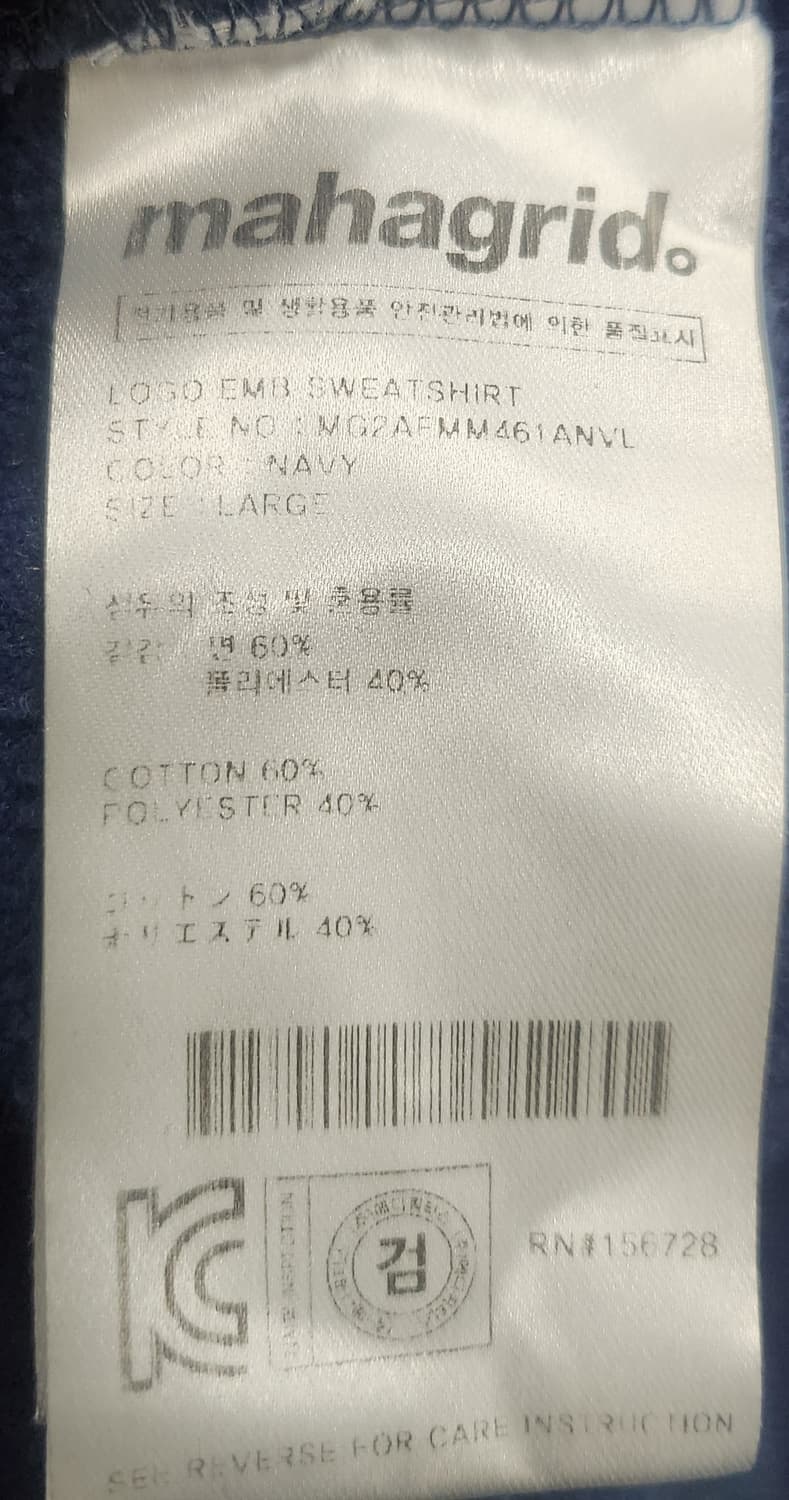 mahagrid.
전기용품 및 생활용품 안전관리법에 의한 품질표시
LOGO EMB SWEATSHIRT
STYLE NO : MG2AFMM461ANVL
COLOR : NAVY
SIZE : LARGE
섬유의 조성 및 혼용률
겉감 면 60%
폴리에스터 40%
COTTON 60%
POLYESTER 40%
コットン 60%
ポリエステル 40%
KC
검
RN#156728
SEE REVERSE FOR CARE INSTRUCTION